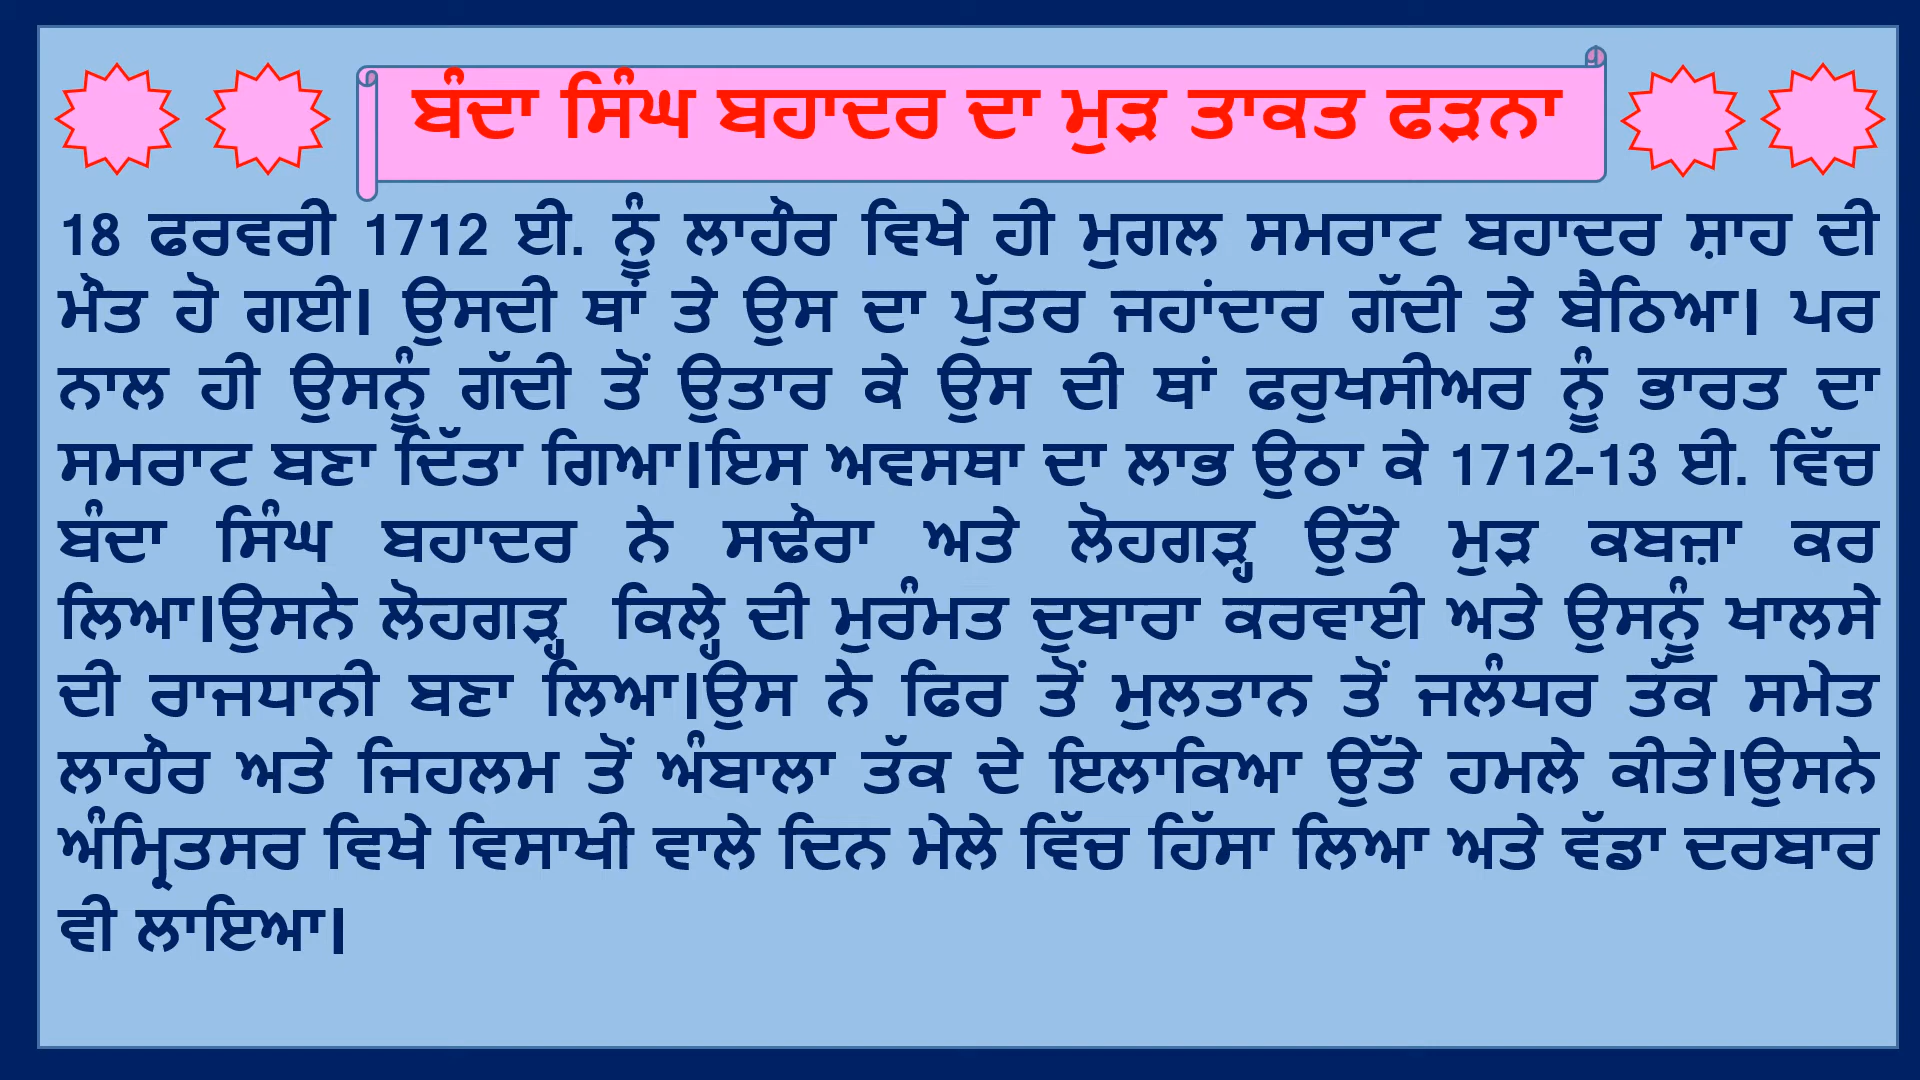 ਬੰਦਾ ਸਿੰਘ ਬਹਾਦਰ ਦਾ ਮੁੜ ਤਾਕਤ ਫੜਨਾ
18 ਫਰਵਰੀ 1712 ਈ. ਨੂੰ ਲਾਹੌਰ ਵਿਖੇ ਹੀ ਮੁਗਲ ਸਮਰਾਟ ਬਹਾਦਰ ਸ਼ਾਹ ਦੀ
ਮੌਤ ਹੋ ਗਈ। ਉਸਦੀ ਥਾਂ ਤੇ ਉਸ ਦਾ ਪੁੱਤਰ ਜਹਾਂਦਾਰ ਗੱਦੀ ਤੇ ਬੈਠਿਆ। ਪਰ
ਨਾਲ ਹੀ ਉਸਨੂੰ ਗੱਦੀ ਤੋਂ ਉਤਾਰ ਕੇ ਉਸ ਦੀ ਥਾਂ ਫਰੁਖਸੀਅਰ ਨੂੰ ਭਾਰਤ ਦਾ
ਸਮਰਾਟ ਬਣਾ ਦਿੱਤਾ ਗਿਆ।ਇਸ ਅਵਸਥਾ ਦਾ ਲਾਭ ਉਠਾ ਕੇ 1712-13 ਈ. ਵਿੱਚ
ਬੰਦਾ ਸਿੰਘ ਬਹਾਦਰ ਨੇ ਸਢੌਰਾ ਅਤੇ ਲੋਹਗੜ੍ਹ ਉੱਤੇ ਮੁੜ ਕਬਜ਼ਾ ਕਰ
ਲਿਆ।ਉਸਨੇ ਲੋਹਗੜ੍ਹ ਕਿਲ੍ਹੇ ਦੀ ਮੁਰੰਮਤ ਦੁਬਾਰਾ ਕਰਵਾਈ ਅਤੇ ਉਸਨੂੰ ਖਾਲਸੇ
ਦੀ ਰਾਜਧਾਨੀ ਬਣਾ ਲਿਆ।ਉਸ ਨੇ ਫਿਰ ਤੋਂ ਮੁਲਤਾਨ ਤੋਂ ਜਲੰਧਰ ਤੱਕ ਸਮੇਤ
ਲਾਹੌਰ ਅਤੇ ਜਿਹਲਮ ਤੋਂ ਅੰਬਾਲਾ ਤੱਕ ਦੇ ਇਲਾਕਿਆ ਉੱਤੇ ਹਮਲੇ ਕੀਤੇ।ਉਸਨੇ
ਅੰਮ੍ਰਿਤਸਰ ਵਿਖੇ ਵਿਸਾਖੀ ਵਾਲੇ ਦਿਨ ਮੇਲੇ ਵਿੱਚ ਹਿੱਸਾ ਲਿਆ ਅਤੇ ਵੱਡਾ ਦਰਬਾਰ
ਵੀ ਲਾਇਆ।